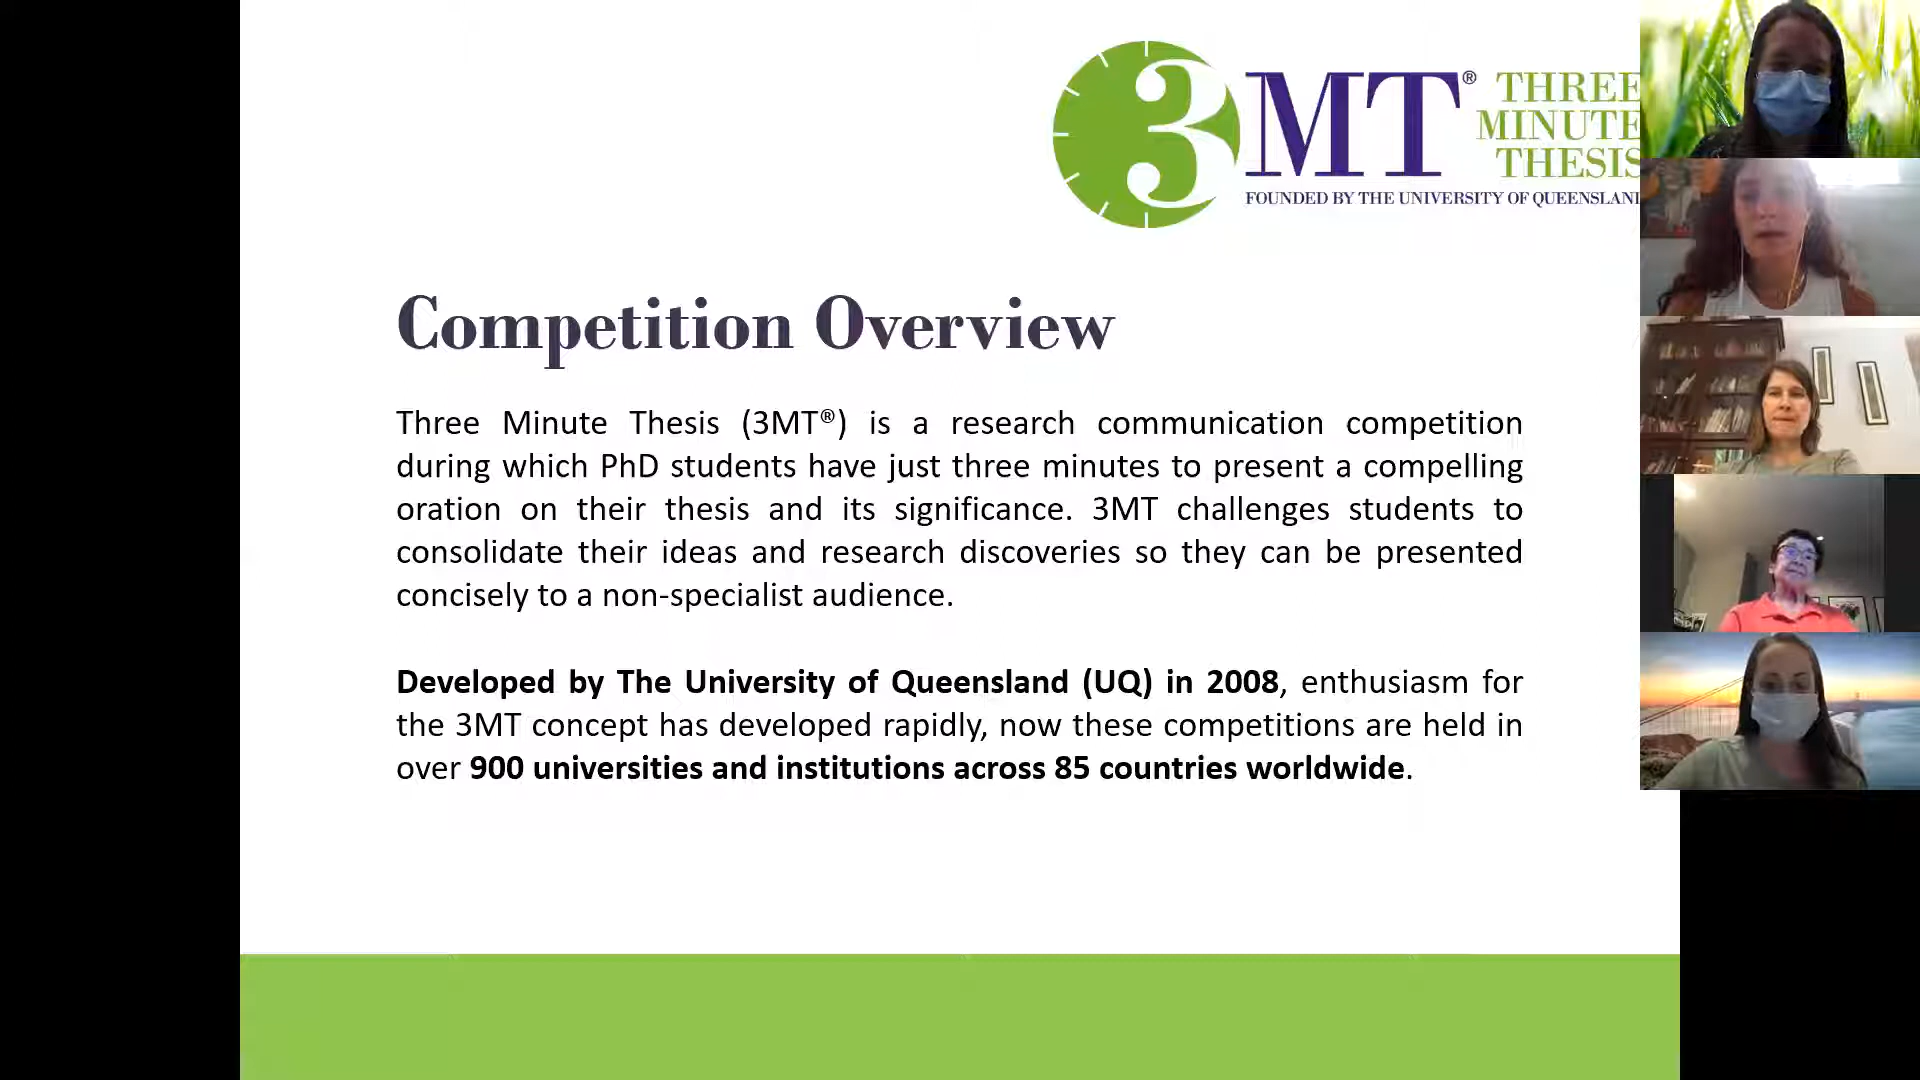 3MT® THREE
MINUTE
THESIS
FOUNDED BY THE UNIVERSITY OF QUEENSLAND
Competition Overview
Three Minute Thesis (3MT®) is a research communication competition
during which PhD students have just three minutes to present a compelling
oration on their thesis and its significance. 3MT challenges students to
consolidate their ideas and research discoveries so they can be presented
concisely to a non-specialist audience.
Developed by The University of Queensland (UQ) in 2008, enthusiasm for
the 3MT concept has developed rapidly, now these competitions are held in
over 900 universities and institutions across 85 countries worldwide.